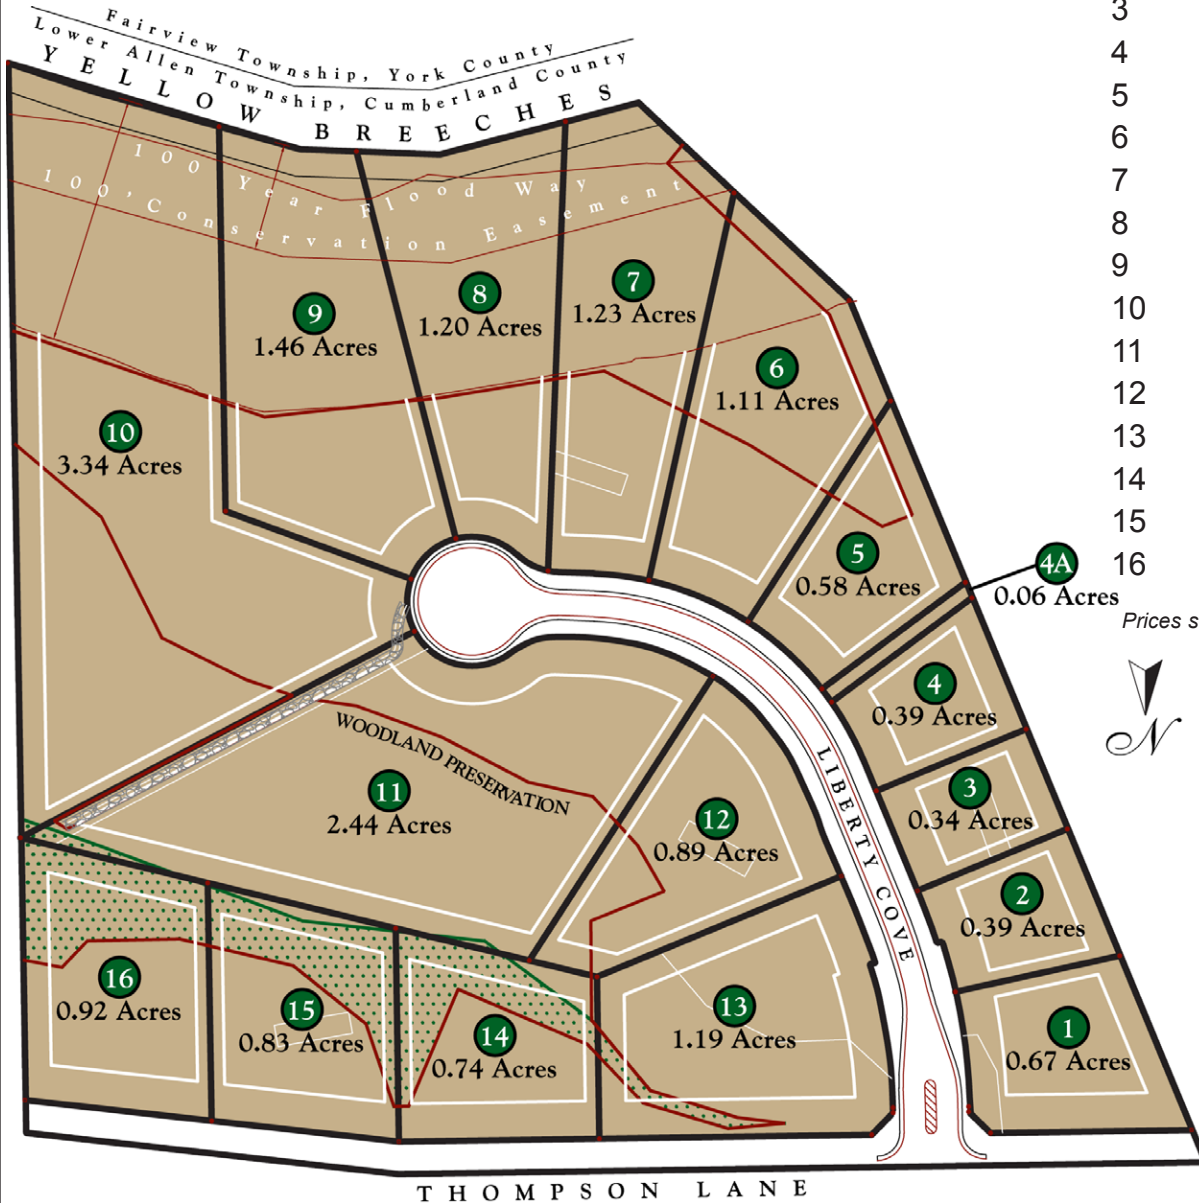 Fairview Township, York County
Lower Allen Township, Cumberland County
YELLOW BREECHES
100 Year Flood Way
100' Conservation Easement
7
1.23 Acres
8
1.20 Acres
9
1.46 Acres
6
1.11 Acres
10
3.34 Acres
5
0.58 Acres
4A
0.06 Acres
4
0.39 Acres
WOODLAND PRESERVATION
LIBERTY COVE
11
2.44 Acres
12
0.89 Acres
3
0.34 Acres
2
0.39 Acres
16
0.92 Acres
15
0.83 Acres
14
0.74 Acres
13
1.19 Acres
1
0.67 Acres
THOMPSON LANE
3
4
5
6
7
8
9
10
11
12
13
14
15
16
Prices s
N